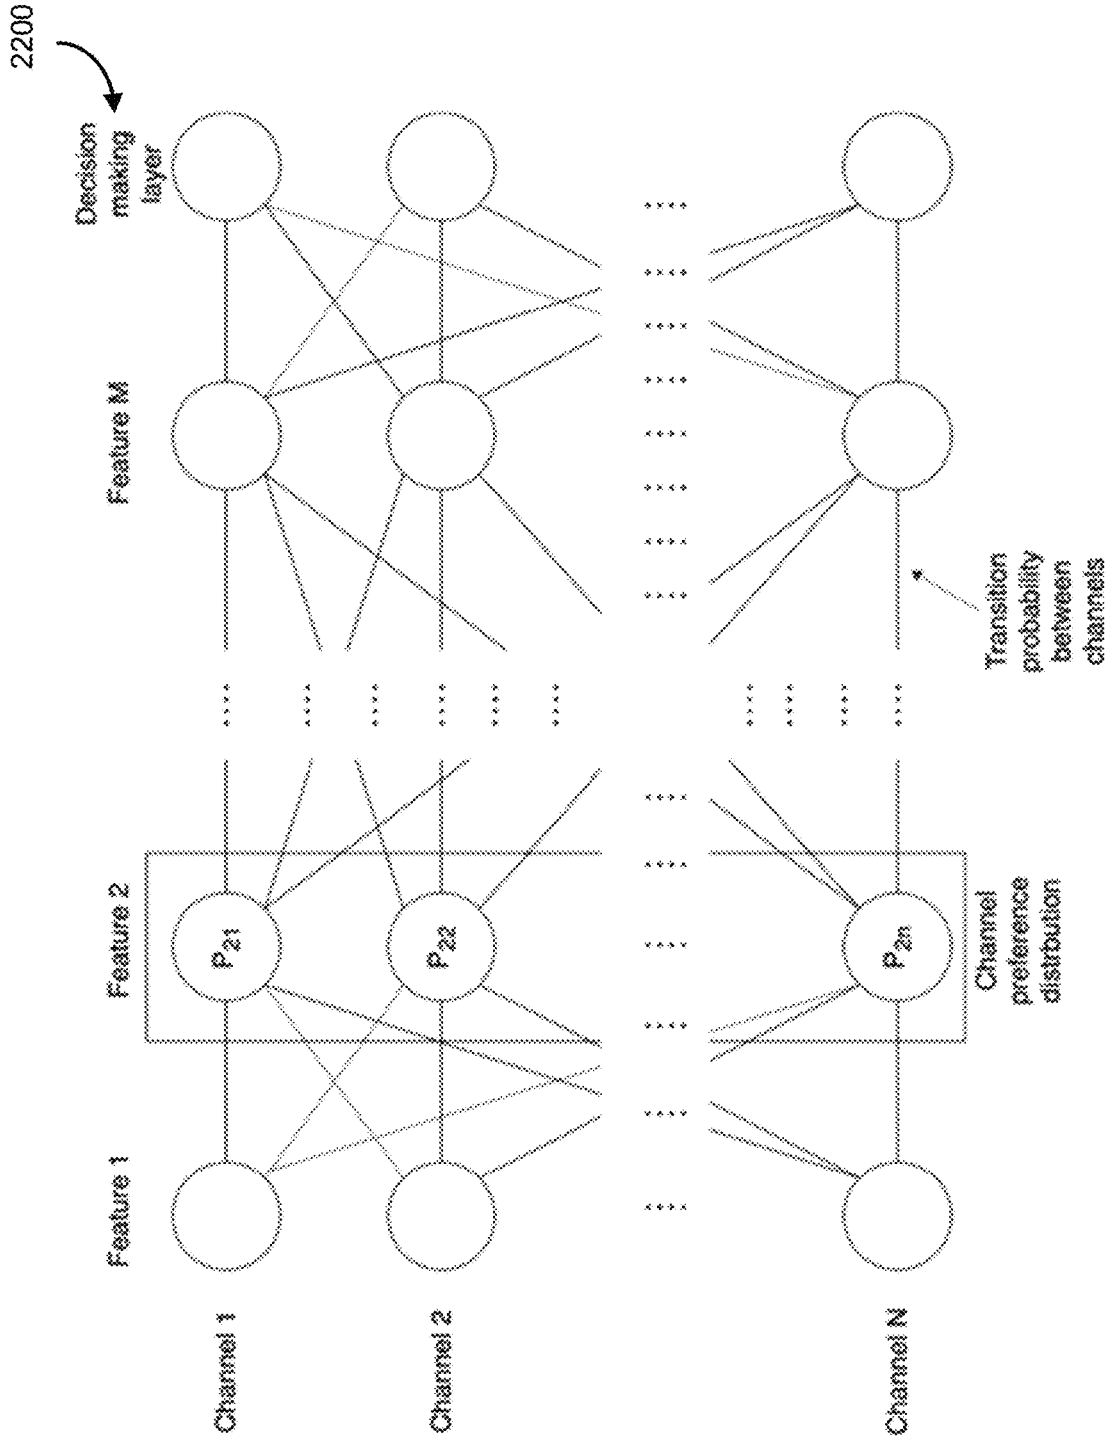 2200
Feature 1
Feature 2
Feature M
Decision
making
layer
Channel 1
Channel 2
Channel N
P21
P22
P2n
Channel
preference
distrbution
Transition
probability
between
channels